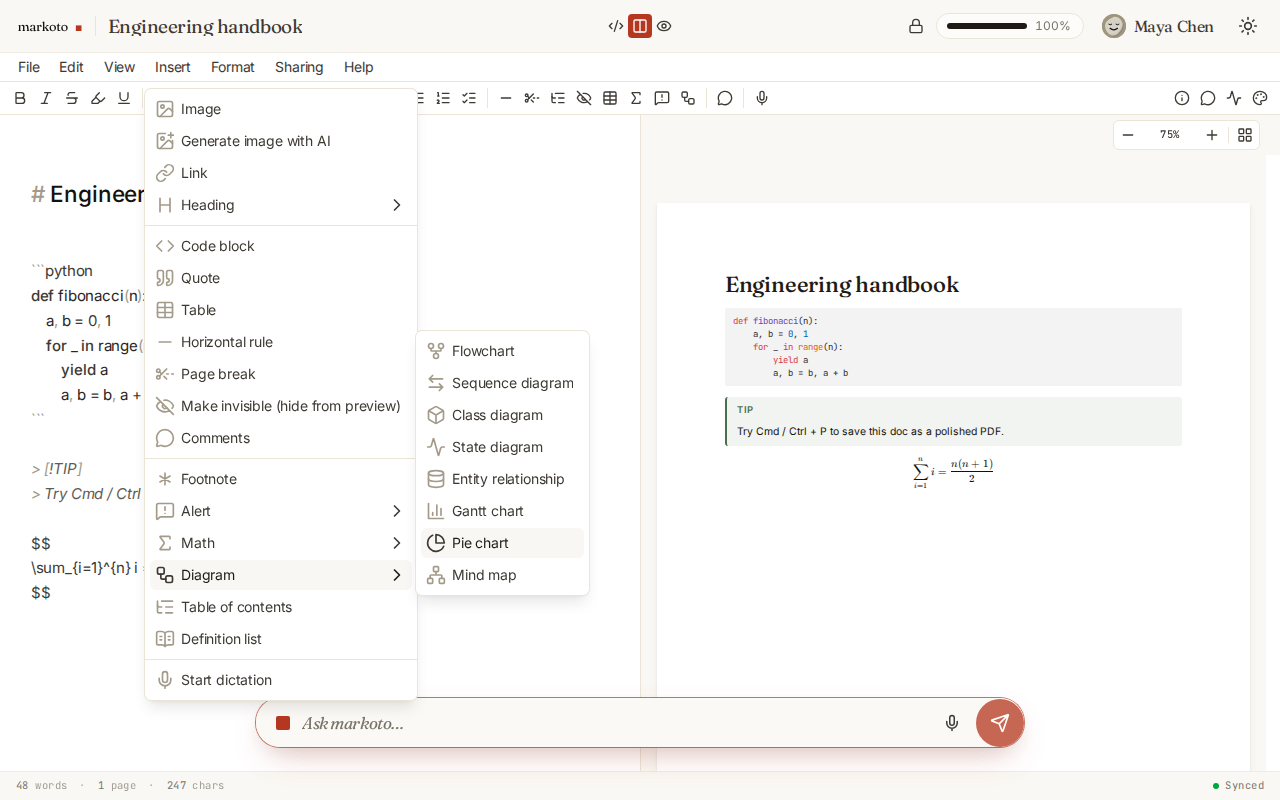 markoto
Engineering handbook
100%
Maya Chen
File Edit View Insert Format Sharing Help
75%
# Engineer
```python
def fibonacci(n):
a, b = 0, 1
for _ in range(
yield a
a, b = b, a +
```
> [!TIP]
> Try Cmd / Ctrl
$$
\sum_{i=1}^{n} i
$$
Image
Generate image with AI
Link
Heading
Code block
Quote
Table
Horizontal rule
Page break
Make invisible (hide from preview)
Comments
Footnote
Alert
Math
Diagram
Table of contents
Definition list
Start dictation
Flowchart
Sequence diagram
Class diagram
State diagram
Entity relationship
Gantt chart
Pie chart
Mind map
Engineering handbook
def fibonacci(n):
a, b = 0, 1
for _ in range(n):
yield a
a, b = b, a + b
TIP
Try Cmd / Ctrl + P to save this doc as a polished PDF.
∑_{i=1}^{n} i = n(n + 1)/2
Ask markoto...
48 words · 1 page · 247 chars
Synced